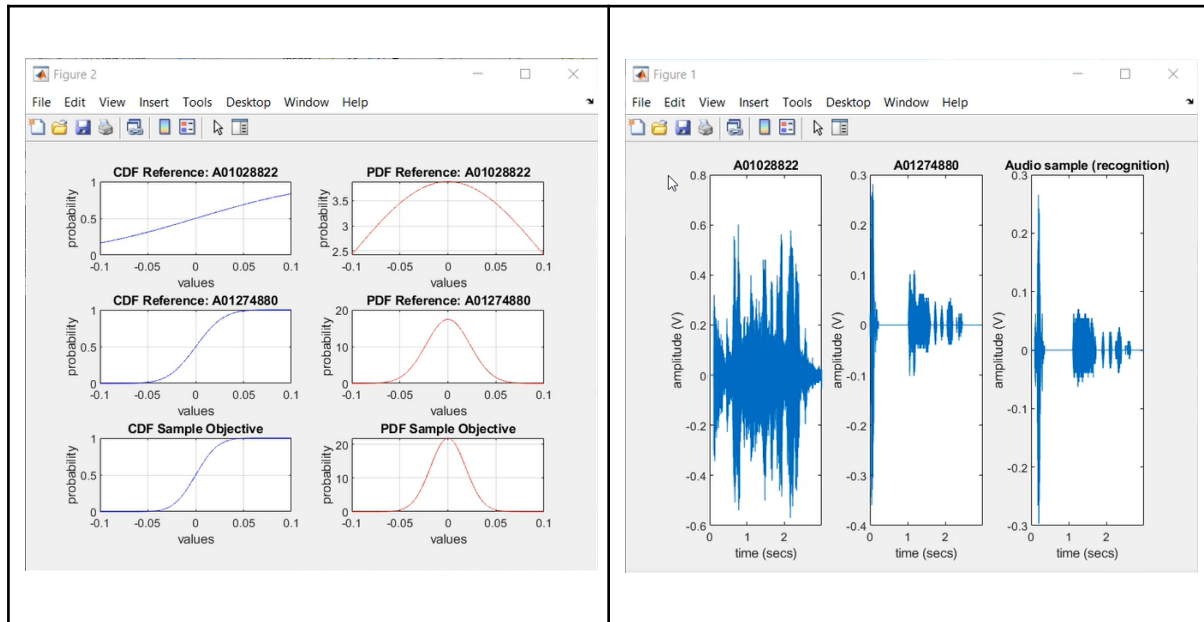 Figure 2
File Edit View Insert Tools Desktop Window Help
CDF Reference: A01028822
probability
1
0.5
0
-0.1 -0.05 0 0.05 0.1
values
PDF Reference: A01028822
probability
3.5
3
2.5
-0.1 -0.05 0 0.05 0.1
values
CDF Reference: A01274880
probability
1
0.5
0
-0.1 -0.05 0 0.05 0.1
values
PDF Reference: A01274880
probability
20
10
0
-0.1 -0.05 0 0.05 0.1
values
CDF Sample Objective
probability
1
0.5
0
-0.1 -0.05 0 0.05 0.1
values
PDF Sample Objective
probability
20
10
0
-0.1 -0.05 0 0.05 0.1
values
Figure 1
File Edit View Insert Tools Desktop Window Help
A01028822
amplitude (V)
0.8
0.6
0.4
0.2
0
-0.2
-0.4
-0.6
0 1 2
time (secs)
A01274880
amplitude (V)
0.3
0.2
0.1
0
-0.1
-0.2
-0.3
-0.4
0 1 2
time (secs)
Audio sample (recognition)
amplitude (V)
0.3
0.2
0.1
0
-0.1
-0.2
-0.3
0 1 2
time (secs)